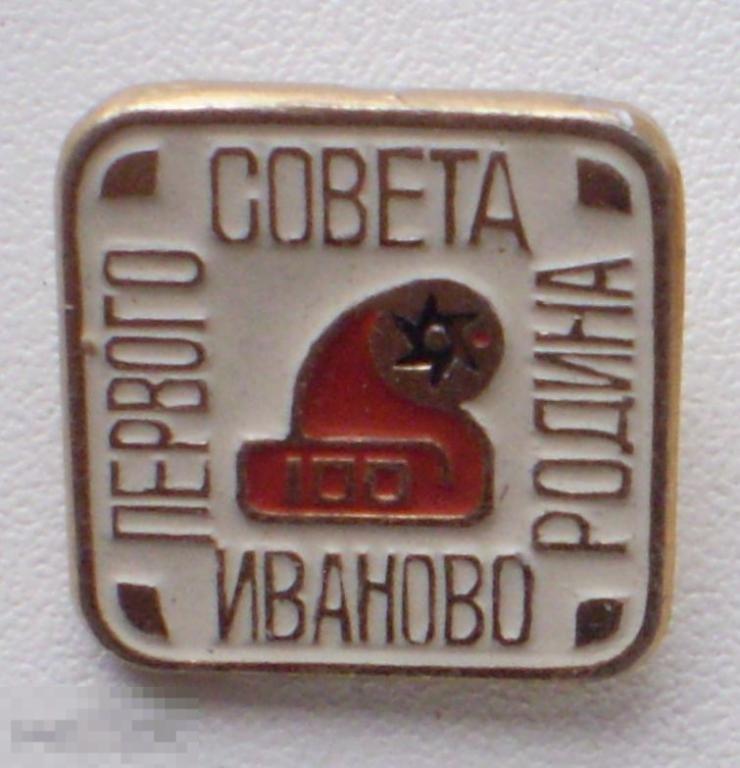 ИВАНОВО
РОДИНА
ПЕРВОГО
СОВЕТА
100